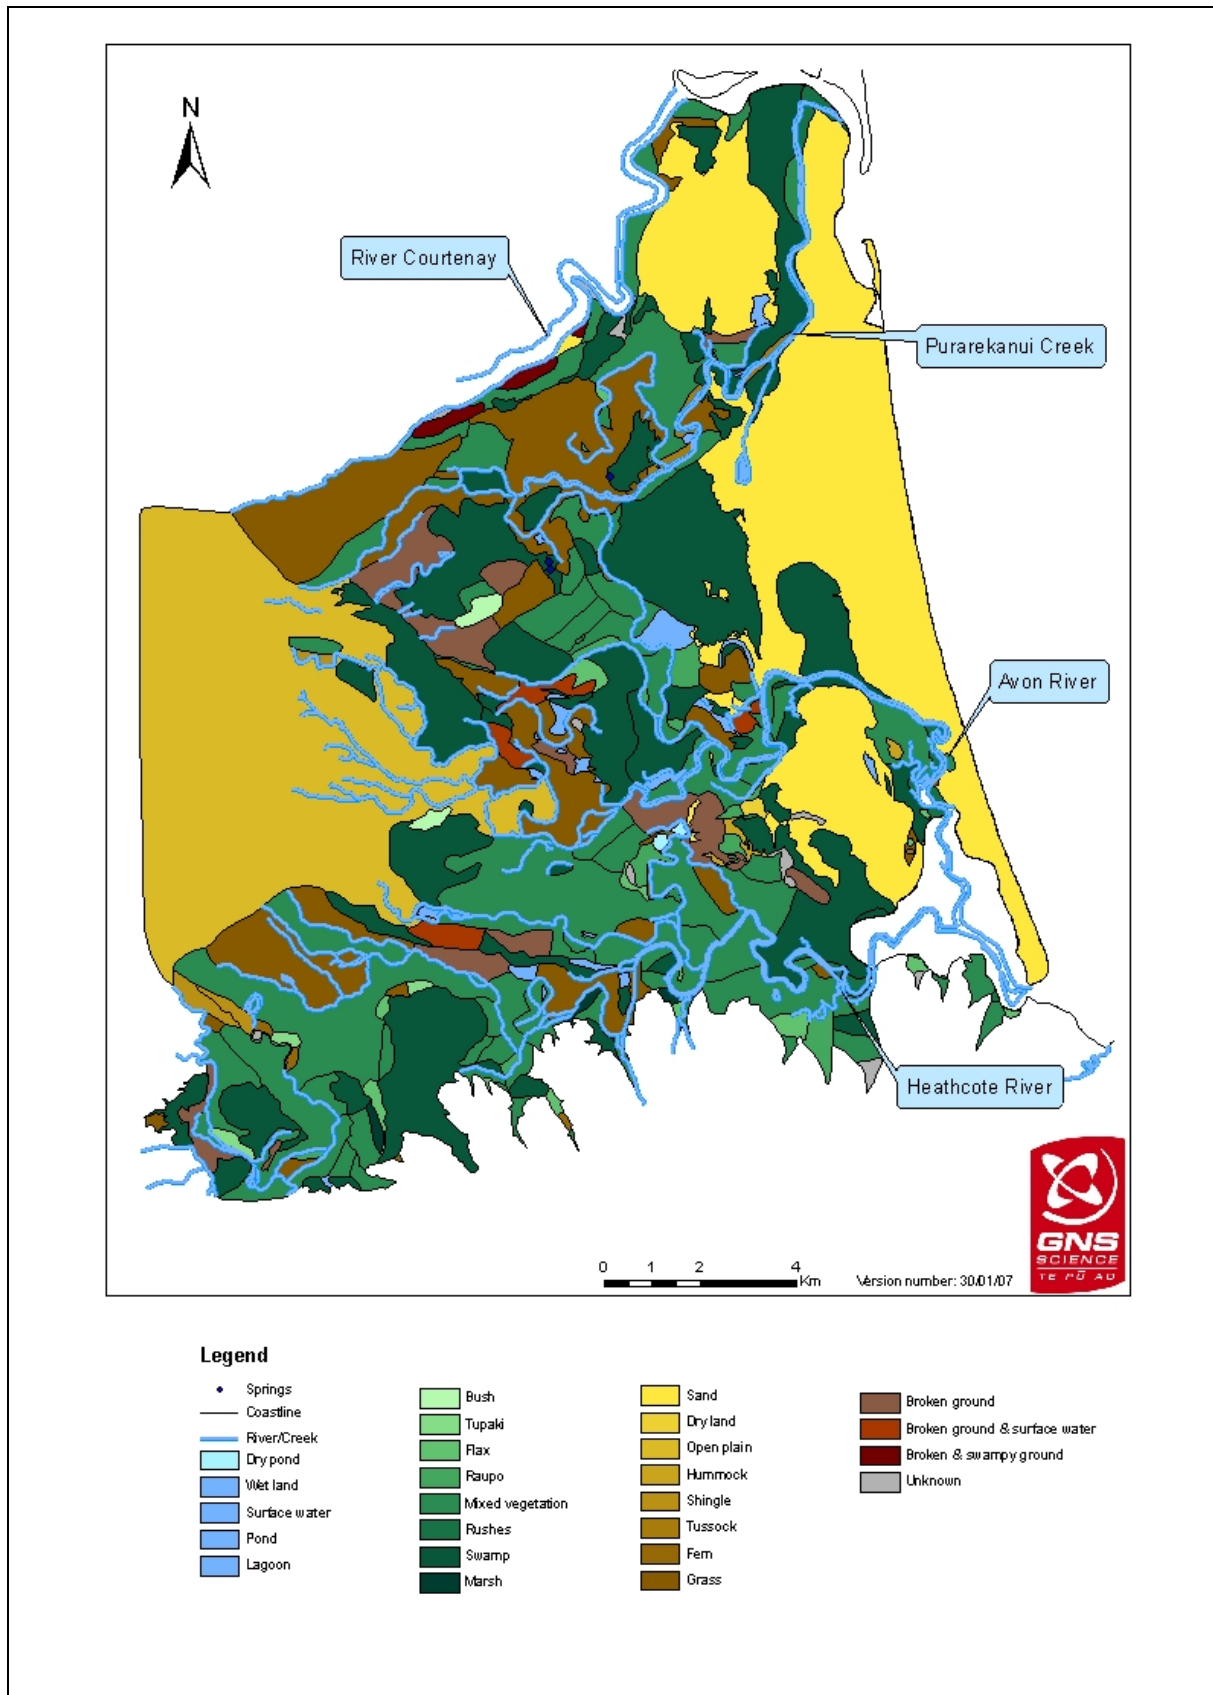 N
River Courtenay
Purarekanui Creek
Avon River
Heathcote River
0 1 2 4
Km
Version number: 30/01/07
GNS
SCIENCE
TE PŪ AO
Legend
Springs
Coastline
River/Creek
Dry pond
Wet land
Surface water
Pond
Lagoon
Bush
Tupaki
Flax
Raupo
Mixed vegetation
Rushes
Swamp
Marsh
Sand
Dry land
Open plain
Hummock
Shingle
Tussock
Fern
Grass
Broken ground
Broken ground & surface water
Broken & swampy ground
Unknown